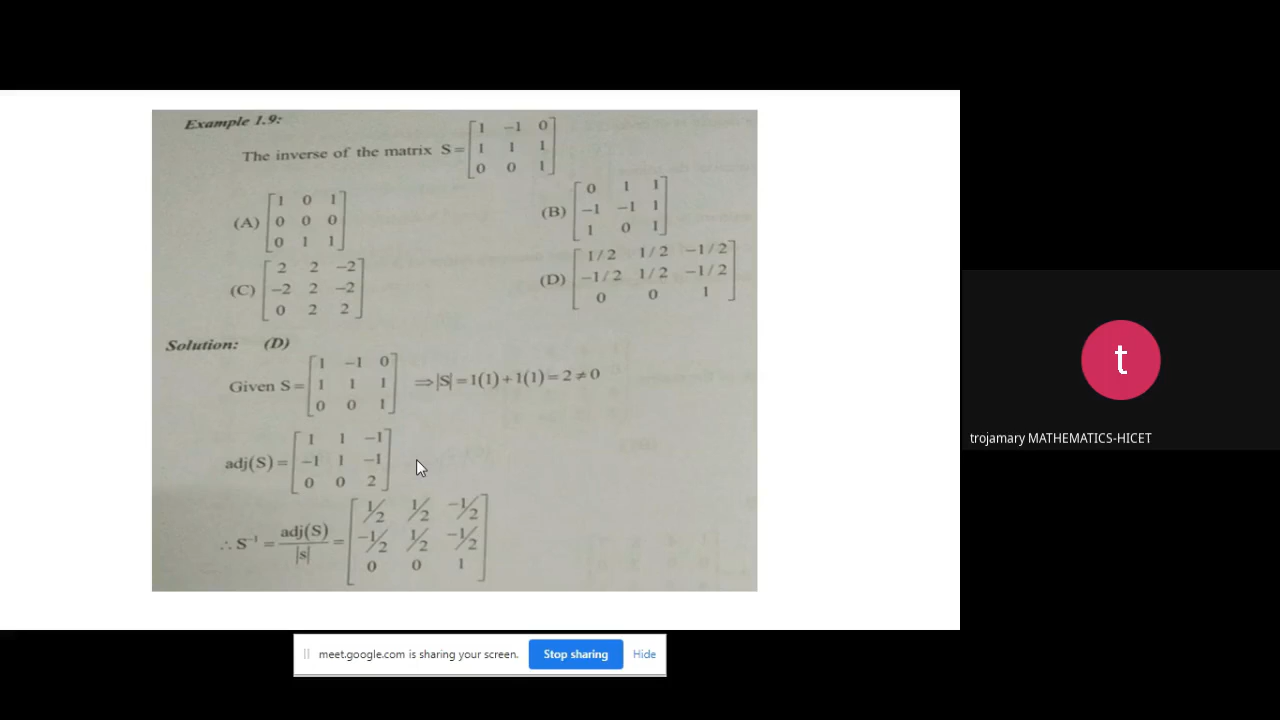 Example 1.9:
The inverse of the matrix S = [1 −1 0
1 1 1
0 0 1]
(A) [1 0 1
0 0 0
0 1 1]
(B) [0 1 1
−1 −1 1
1 0 1]
(C) [2 2 −2
−2 2 −2
0 2 2]
(D) [1/2 1/2 −1/2
−1/2 1/2 −1/2
0 0 1]
Solution: (D)
Given S = [1 −1 0
1 1 1
0 0 1] ⇒|S| = 1(1) + 1(1) = 2 ≠ 0
adj(S) = [1 1 −1
−1 1 −1
0 0 2]
∴ S⁻¹ = adj(S)/|s| = [1/2 1/2 −1/2
−1/2 1/2 −1/2
0 0 1]
t
trojamary MATHEMATICS-HICET
meet.google.com is sharing your screen. Stop sharing Hide